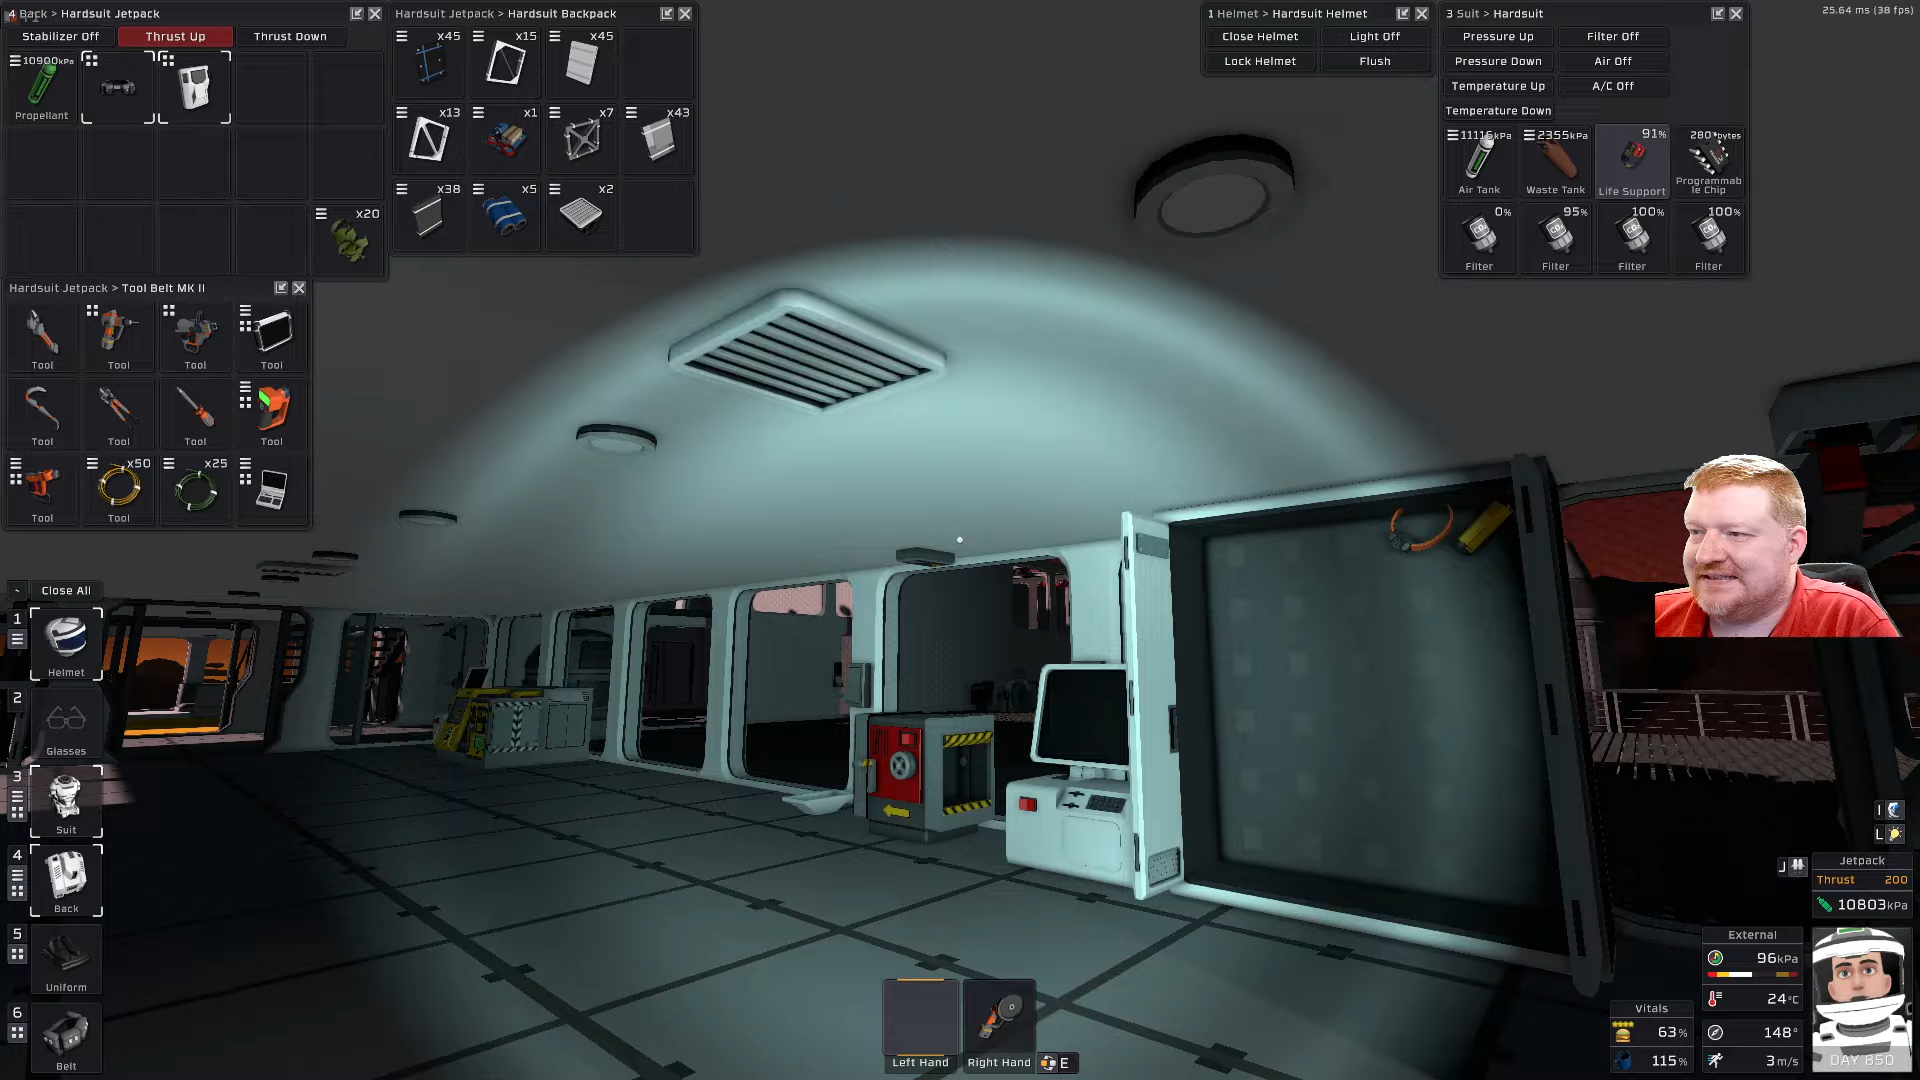 4 Back > Hardsuit Jetpack
Stabilizer Off
Thrust Up
Thrust Down
10900kPa
Propellant
x20
Hardsuit Jetpack > Hardsuit Backpack
x45
x15
x45
x13
x1
x7
x43
x38
x5
x2
1 Helmet > Hardsuit Helmet
Close Helmet
Light Off
Lock Helmet
Flush
3 Suit > Hardsuit
Pressure Up
Filter Off
Pressure Down
Air Off
Temperature Up
A/C Off
Temperature Down
Air Tank
2355kPa
Waste Tank
91%
Life Support
Programmab
le Chip
0%
Filter
95%
Filter
100%
Filter
100%
Filter
25.64 ms (38 fps)
Hardsuit Jetpack > Tool Belt MK II
Tool
Tool
Tool
Tool
Tool
Tool
Tool
Tool
Tool
x50
Tool
x25
~
Close All
1
Helmet
2
Glasses
3
Suit
4
Back
5
Uniform
6
Belt
Left Hand
Right Hand
E
I
L
J
Jetpack
Thrust 200
10803kPa
External
96kPa
24°C
148°
3m/s
Vitals
63%
115%
DAY 850